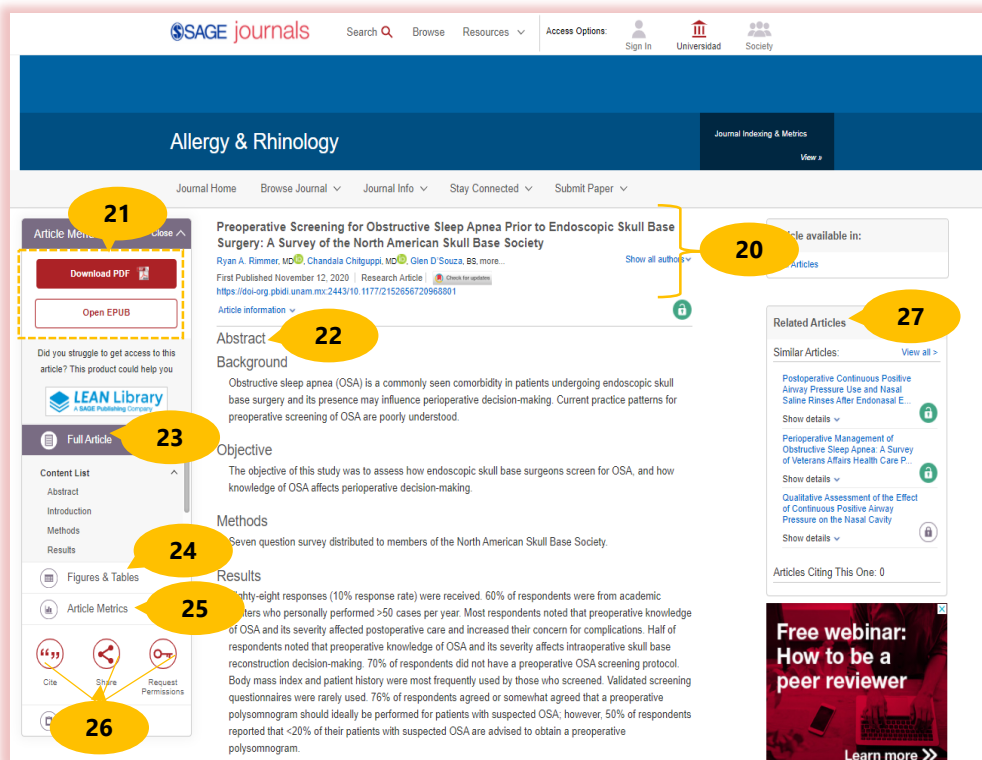 SAGE journals
Search Browse Resources Access Options:
Sign In Universidad Society
Allergy & Rhinology
Journal Indexing & Metrics
View »
Journal Home Browse Journal Journal Info Stay Connected Submit Paper
21
Article Close
Download PDF
Open EPUB
Did you struggle to get access to this
article? This product could help you
LEAN Library
A SAGE Publishing Company
Full Article
23
Content List
Abstract
Introduction
Methods
Results
24
Figures & Tables
Article Metrics
25
Cite Share Request
Permissions
26
Preoperative Screening for Obstructive Sleep Apnea Prior to Endoscopic Skull Base
Surgery: A Survey of the North American Skull Base Society
20
Ryan A. Rimmer, MD iD, Chandala Chitguppi, MD iD, Glen D'Souza, BS, more... Show all authors
First Published November 12, 2020 Research Article Check for updates
https://doi-org.pbidi.unam.mx:2443/10.1177/2152656720968801
Article information
Abstract
22
Background
Obstructive sleep apnea (OSA) is a commonly seen comorbidity in patients undergoing endoscopic skull
base surgery and its presence may influence perioperative decision-making. Current practice patterns for
preoperative screening of OSA are poorly understood.
Objective
The objective of this study was to assess how endoscopic skull base surgeons screen for OSA, and how
knowledge of OSA affects perioperative decision-making.
Methods
Seven question survey distributed to members of the North American Skull Base Society.
Results
responses (10% response rate) were received. 60% of respondents were from academic
who personally performed >50 cases per year. Most respondents noted that preoperative knowledge
of OSA and its severity affected postoperative care and increased their concern for complications. Half of
respondents noted that preoperative knowledge of OSA and its severity affects intraoperative skull base
reconstruction decision-making. 70% of respondents did not have a preoperative OSA screening protocol.
Body mass index and patient history were most frequently used by those who screened. Validated screening
questionnaires were rarely used. 76% of respondents agreed or somewhat agreed that a preoperative
polysomnogram should ideally be performed for patients with suspected OSA; however, 50% of respondents
reported that <20% of their patients with suspected OSA are advised to obtain a preoperative
polysomnogram.
available in:
Articles
Related Articles
27
Similar Articles: View all >
Postoperative Continuous Positive
Airway Pressure Use and Nasal
Saline Rinses After Endonasal E...
Show details
Perioperative Management of
Obstructive Sleep Apnea: A Survey
of Veterans Affairs Health Care P...
Show details
Qualitative Assessment of the Effect
of Continuous Positive Airway
Pressure on the Nasal Cavity
Show details
Articles Citing This One: 0
Free webinar:
How to be a
peer reviewer
Learn more